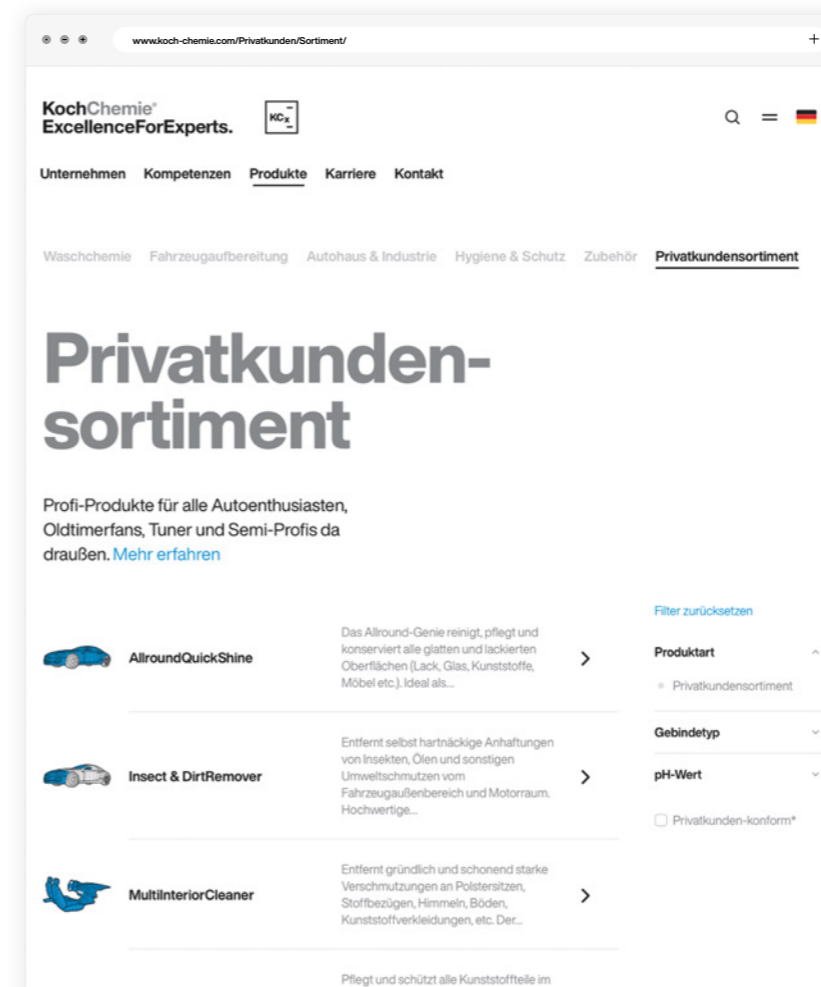 www.koch-chemie.com/Privatkunden/Sortiment/
KochChemie®
ExcellenceForExperts.
KCx
Unternehmen Kompetenzen Produkte Karriere Kontakt
Waschchemie Fahrzeugaufbereitung Autohaus & Industrie Hygiene & Schutz Zubehör Privatkundensortiment
Privatkunden-
sortiment
Profi-Produkte für alle Autoenthusiasten,
Oldtimerfans, Tuner und Semi-Profis da
draußen. Mehr erfahren
Filter zurücksetzen
Produktart
Privatkundensortiment
Gebindetyp
pH-Wert
Privatkunden-konform*
AllroundQuickShine
Das Allround-Genie reinigt, pflegt und
konserviert alle glatten und lackierten
Oberflächen (Lack, Glas, Kunststoffe,
Möbel etc.). Ideal als...
Insect & DirtRemover
Entfernt selbst hartnäckige Anhaftungen
von Insekten, Ölen und sonstigen
Umweltschmutzen vom
Fahrzeugaußenbereich und Motorraum.
Hochwertige...
MultiInteriorCleaner
Entfernt gründlich und schonend starke
Verschmutzungen an Polstersitzen,
Stoffbezügen, Himmeln, Böden,
Kunststoffverkleidungen, etc. Der...
Pflegt und schützt alle Kunststoffteile im